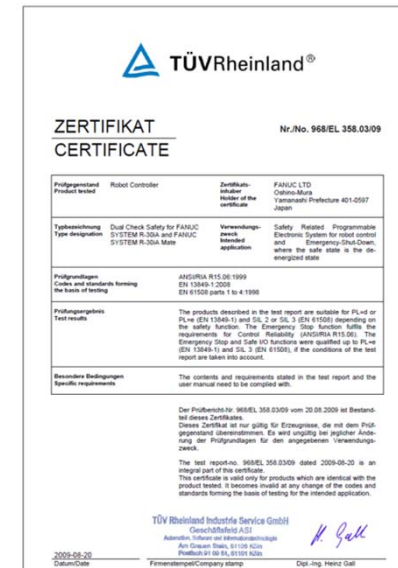 TÜVRheinland®
ZERTIFIKAT
CERTIFICATE
Nr./No. 968/EL 358.03/09
Prüfgegenstand
Product tested
Robot Controller
Zertifikats-
inhaber
Holder of the
certificate
FANUC LTD
Oshino-Mura
Yamanashi Prefecture 401-0597
Japan
Typbezeichnung
Type designation
Dual Check Safety for FANUC
SYSTEM R-30iA and FANUC
SYSTEM R-30iA Mate
Verwendungs-
zweck
Intended
application
Safety Related Programmable
Electronic System for robot control
and Emergency-Shut-Down,
where the safe state is the de-
energized state
Prüfgrundlagen
Codes and standards forming
the basis of testing
ANSI/RIA R15.06:1999
EN 13849-1:2008
EN 61508 parts 1 to 4:1998
Prüfungsergebnis
Test results
The products described in the test report are suitable for PL=d or
PL=e (EN 13849-1) and SIL 2 or SIL 3 (EN 61508) depending on
the safety function. The Emergency Stop function fulfils the
requirements for Control Reliability (ANSI/RIA R15.06). The
Emergency Stop and Safe I/O functions were qualified up to PL=e
(EN 13849-1) and SIL 3 (EN 61508), if the conditions of the test
report are taken into account.
Besondere Bedingungen
Specific requirements
The contents and requirements stated in the test report and the
user manual need to be complied with.
Der Prüfbericht-Nr. 968/EL 358.03/09 vom 20.08.2009 ist Bestand-
teil dieses Zertifikates.
Dieses Zertifikat ist nur gültig für Erzeugnisse, die mit dem Prüf-
gegenstand übereinstimmen. Es wird ungültig bei jeglicher Ände-
rung der Prüfgrundlagen für den angegebenen Verwendungs-
zweck.
The test report-no. 968/EL 358.03/09 dated 2009-08-20 is an
integral part of this certificate.
This certificate is valid only for products which are identical with the
product tested. It becomes invalid at any change of the codes and
standards forming the basis of testing for the intended application.
TÜV Rheinland Industrie Service GmbH
Geschäftsfeld ASI
Automation, Software und Informationstechnologie
Am Grauen Stein, 51105 Köln
Postfach 91 09 51, 51101 Köln
H. Gall
2009-08-20
Datum/Date
Firmenstempel/Company stamp
Dipl.-Ing. Heinz Gall